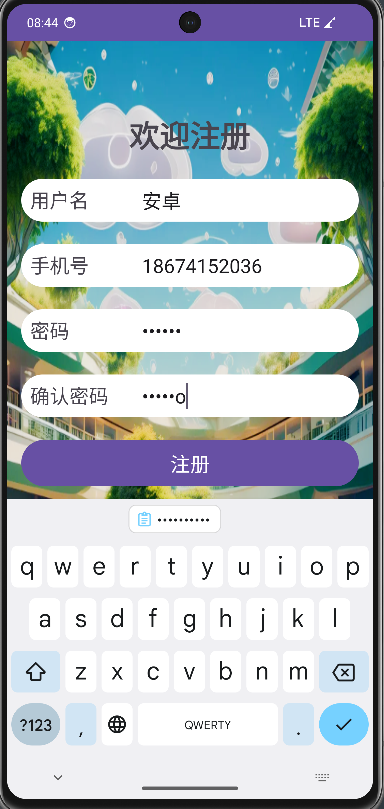 08:44 LTE
欢迎注册
用户名 安卓
手机号 18674152036
密码 ••••••
确认密码 •••••o
注册
••••••••••
q w e r t y u i o p
a s d f g h j k l
z x c v b n m
?123 , QWERTY .